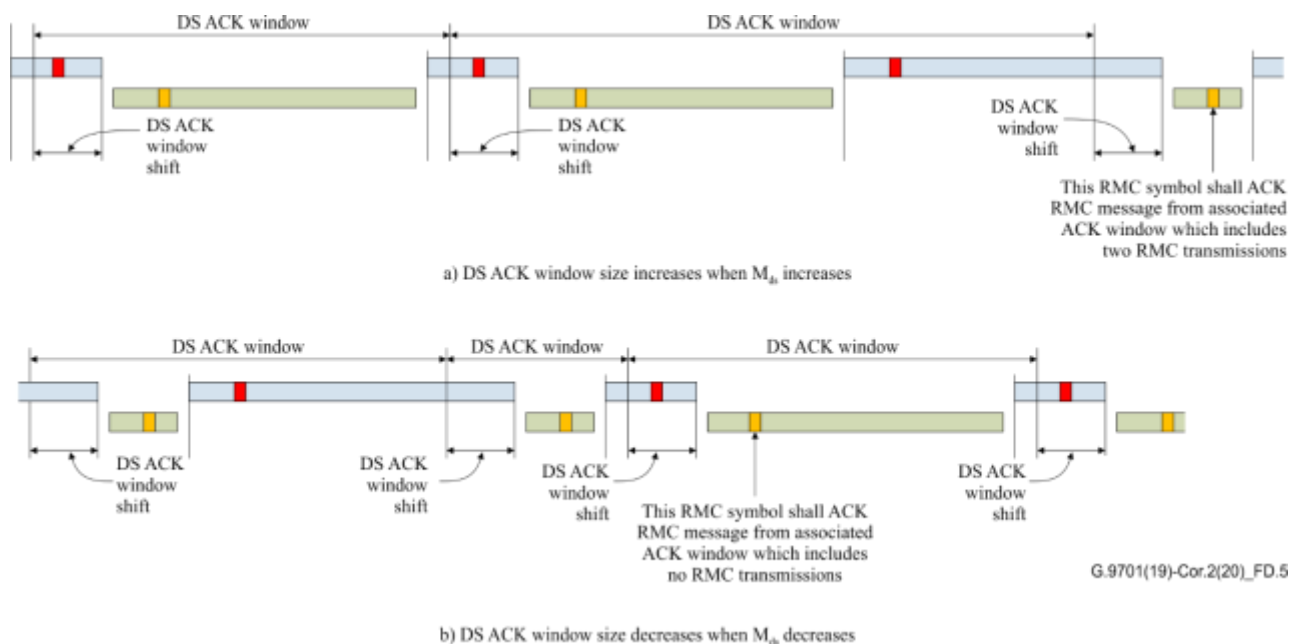 DS ACK window
DS ACK window
DS ACK
window
shift
DS ACK
window
shift
DS ACK
window
shift
This RMC symbol shall ACK
RMC message from associated
ACK window which includes
two RMC transmissions
a) DS ACK window size increases when Mds increases
DS ACK window
DS ACK window
DS ACK window
DS ACK
window
shift
DS ACK
window
shift
DS ACK
window
shift
DS ACK
window
shift
This RMC symbol shall ACK
RMC message from associated
ACK window which includes
no RMC transmissions
G.9701(19)-Cor.2(20)_FD.5
b) DS ACK window size decreases when Mds decreases